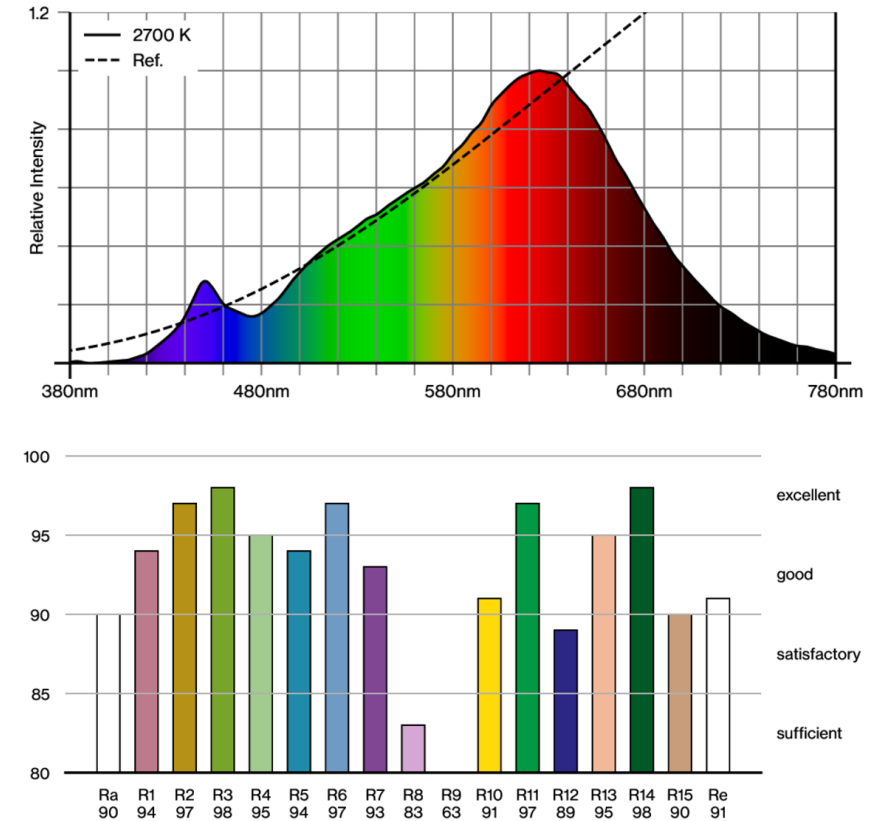 1.2
2700 K
Ref.
Relative Intensity
380nm 480nm 580nm 680nm 780nm
100
excellent
95
good
90
satisfactory
85
sufficient
80
Ra R1 R2 R3 R4 R5 R6 R7 R8 R9 R10 R11 R12 R13 R14 R15 Re
90 94 97 98 95 94 97 93 83 63 91 97 89 95 98 90 91